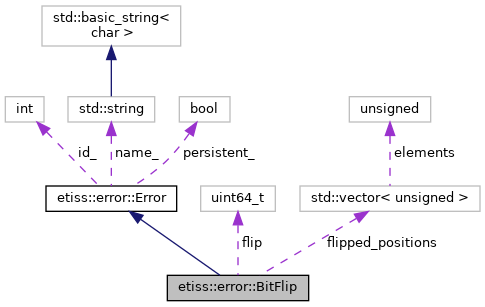 std::basic_string<
char >
int
std::string
bool
unsigned
id_
name_
persistent_
elements
etiss::error::Error
uint64_t
std::vector< unsigned >
flip
flipped_positions
etiss::error::BitFlip